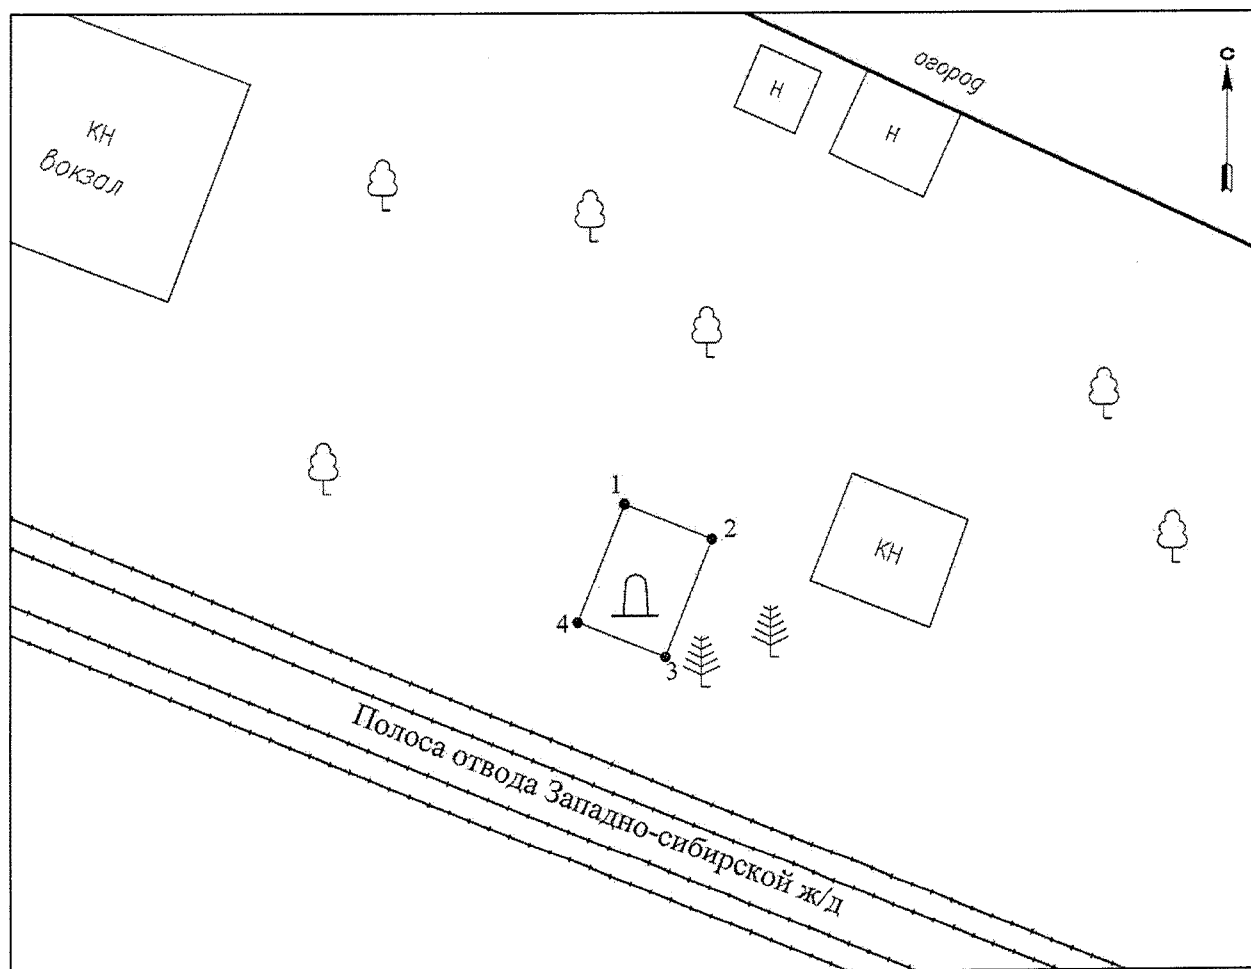 огород
С
Н
Н
КН
вокзал
1
2
КН
4
3
Полоса отвода Западно-сибирской ж/д